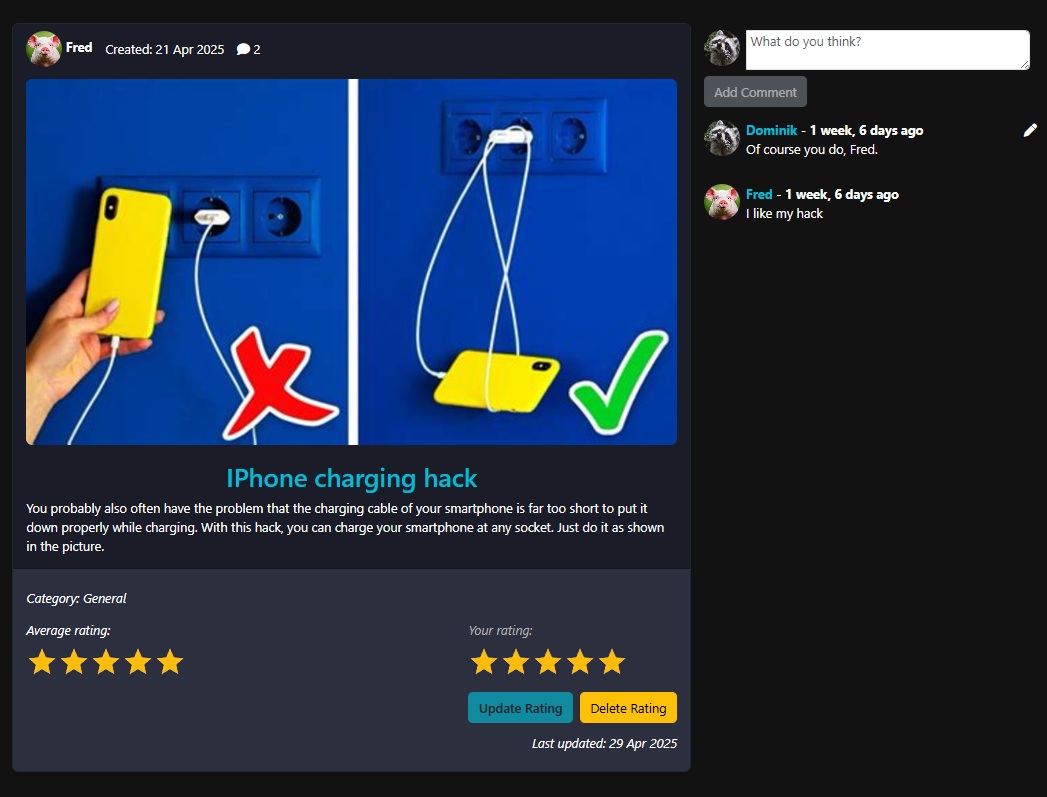 Fred Created: 21 Apr 2025 2
IPhone charging hack
You probably also often have the problem that the charging cable of your smartphone is far too short to put it
down properly while charging. With this hack, you can charge your smartphone at any socket. Just do it as shown
in the picture.
Category: General
Average rating:
Your rating:
Update Rating Delete Rating
Last updated: 29 Apr 2025
What do you think?
Add Comment
Dominik - 1 week, 6 days ago
Of course you do, Fred.
Fred - 1 week, 6 days ago
I like my hack